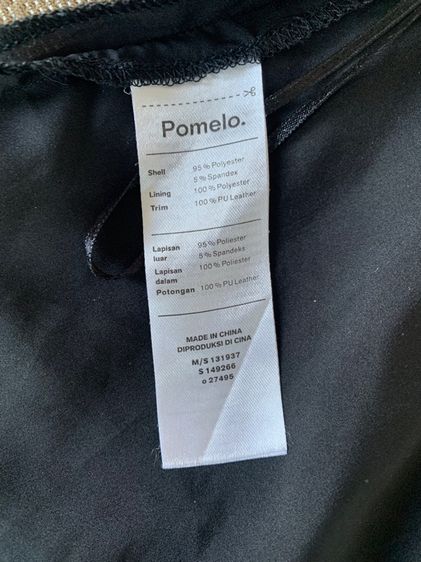 Pomelo.
Shell 95 % Polyester
5 % Spandex
Lining 100 % Polyester
Trim 100 % PU Leather
Lapisan luar 95 % Poliester
5 % Spandeks
Lapisan dalam 100 % Poliester
Potongan 100 % PU Leather
MADE IN CHINA
DIPRODUKSI DI CINA
M/S 131937
S 149266
o 27495